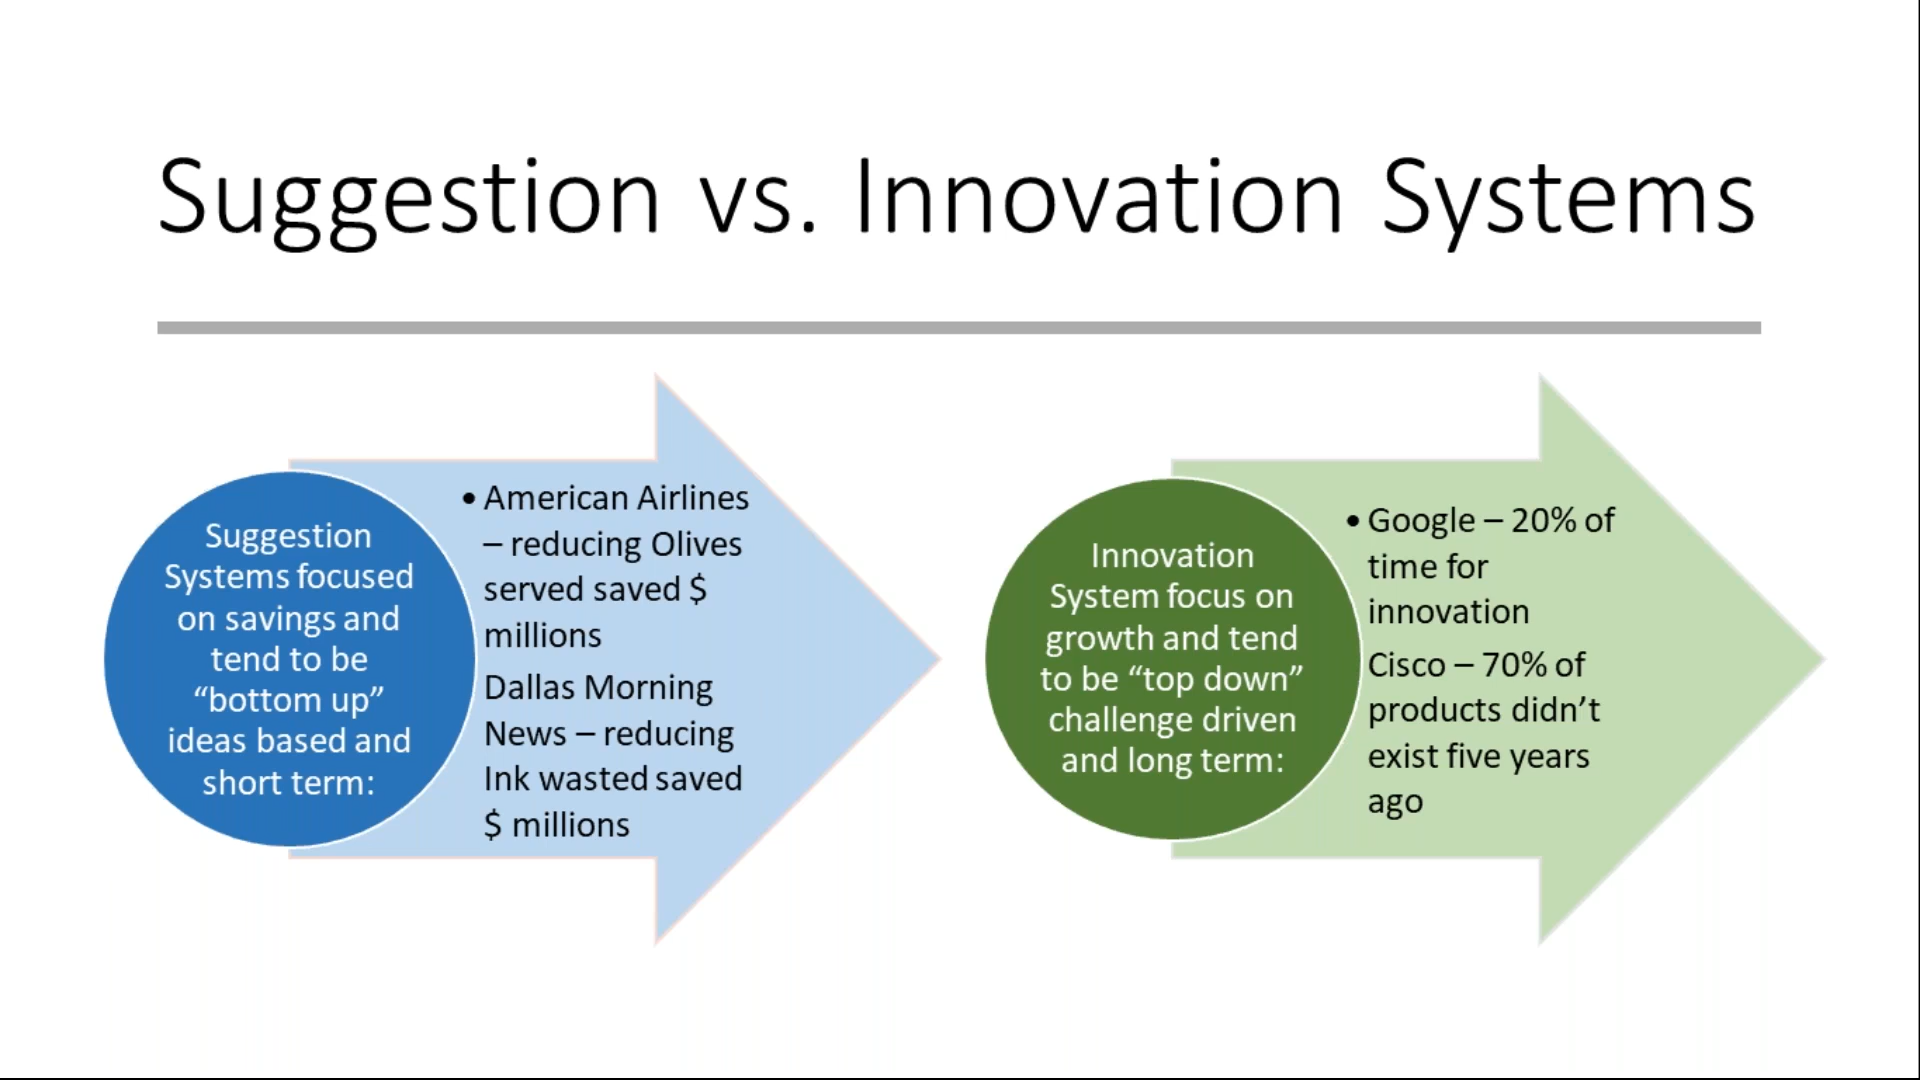 Suggestion vs. Innovation Systems
Suggestion
Systems focused
on savings and
tend to be
“bottom up”
ideas based and
short term:
• American Airlines
– reducing Olives
served saved $
millions
Dallas Morning
News – reducing
Ink wasted saved
$ millions
Innovation
System focus on
growth and tend
to be “top down”
challenge driven
and long term:
• Google – 20% of
time for
innovation
Cisco – 70% of
products didn’t
exist five years
ago